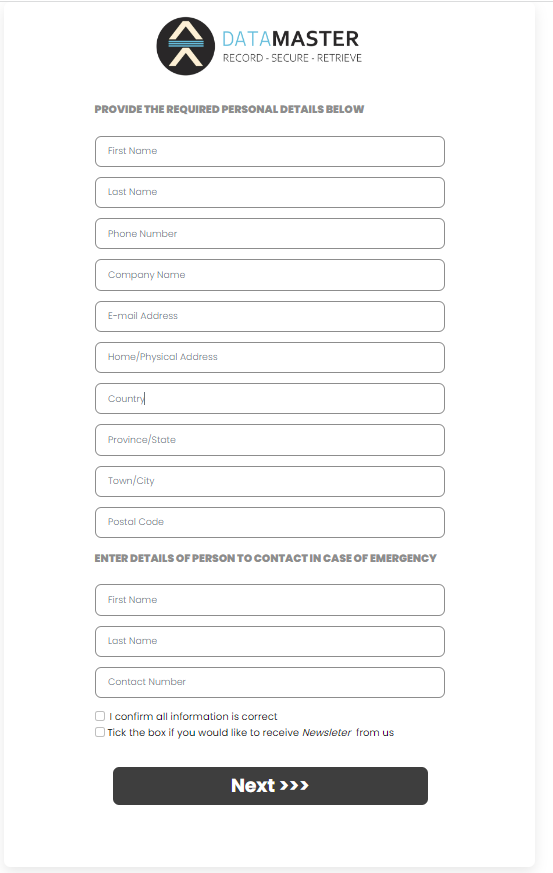 DATAMASTER
RECORD - SECURE - RETRIEVE
PROVIDE THE REQUIRED PERSONAL DETAILS BELOW
First Name
Last Name
Phone Number
Company Name
E-mail Address
Home/Physical Address
Country
Province/State
Town/City
Postal Code
ENTER DETAILS OF PERSON TO CONTACT IN CASE OF EMERGENCY
First Name
Last Name
Contact Number
I confirm all information is correct
Tick the box if you would like to receive Newsleter from us
Next >>>